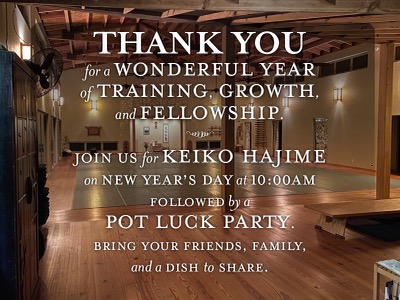 THANK YOU
for a WONDERFUL YEAR
of TRAINING, GROWTH,
and FELLOWSHIP.
JOIN US for KEIKO HAJIME
on NEW YEAR'S DAY at 10:00AM
FOLLOWED by a
POT LUCK PARTY.
BRING YOUR FRIENDS, FAMILY,
and a DISH to SHARE.